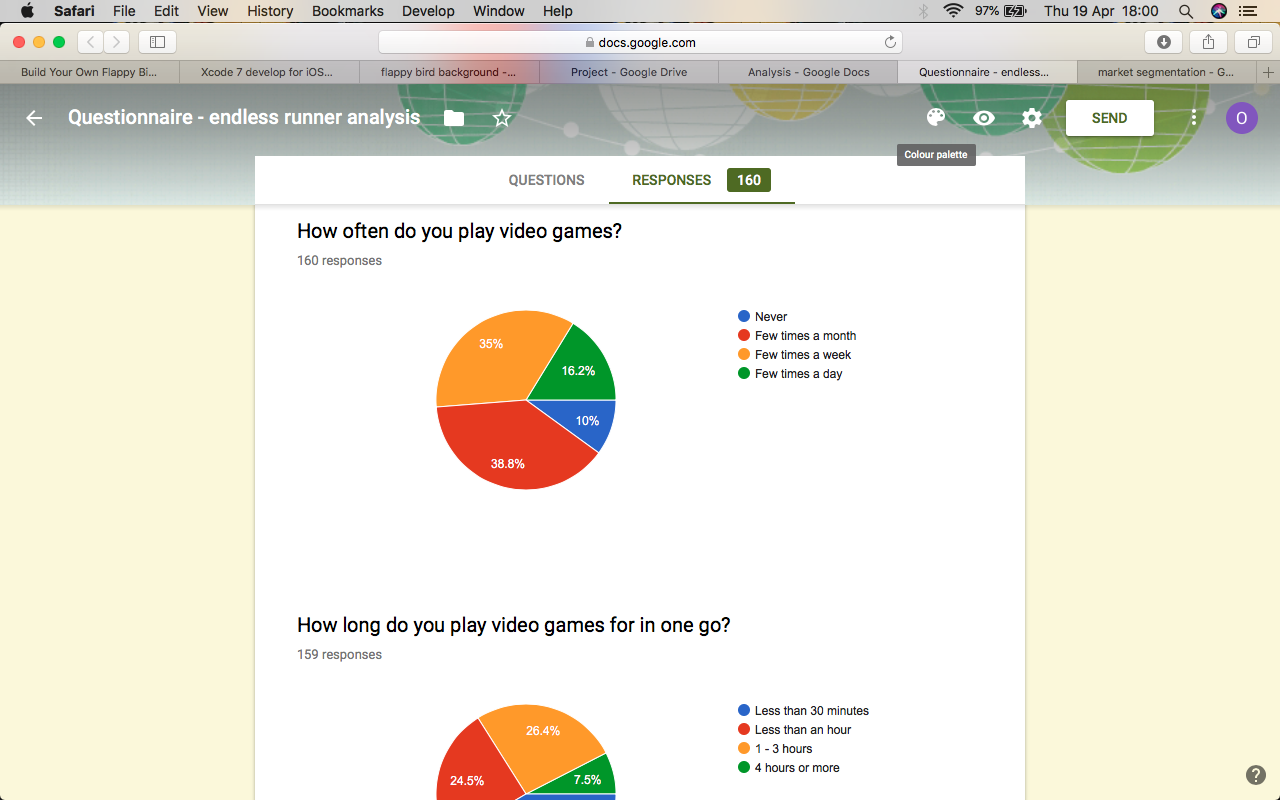 Safari File Edit View History Bookmarks Develop Window Help 97% Thu 19 Apr 18:00
docs.google.com
Build Your Own Flappy Bi... Xcode 7 develop for iOS... flappy bird background -... Project - Google Drive Analysis - Google Docs Questionnaire - endless... market segmentation - G...
Questionnaire - endless runner analysis SEND O
Colour palette
QUESTIONS RESPONSES 160
How often do you play video games?
160 responses
Never
Few times a month
Few times a week
Few times a day
35%
16.2%
10%
38.8%
How long do you play video games for in one go?
159 responses
Less than 30 minutes
Less than an hour
1 - 3 hours
4 hours or more
26.4%
24.5%
7.5%